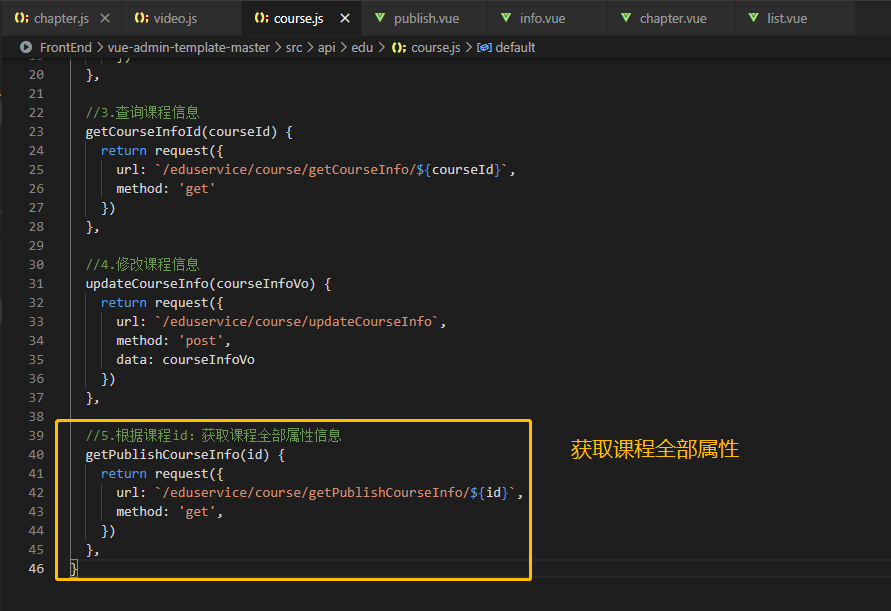 chapter.js
video.js
course.js
publish.vue
info.vue
chapter.vue
list.vue
FrontEnd > vue-admin-template-master > src > api > edu > course.js > default
20 },
21
22 //3.查询课程信息
23 getCourseInfoId(courseId) {
24 return request({
25 url: `/eduservice/course/getCourseInfo/${courseId}`,
26 method: 'get'
27 })
28 },
29
30 //4.修改课程信息
31 updateCourseInfo(courseInfoVo) {
32 return request({
33 url: `/eduservice/course/updateCourseInfo`,
34 method: 'post',
35 data: courseInfoVo
36 })
37 },
38
39 //5.根据课程id：获取课程全部属性信息
40 getPublishCourseInfo(id) {
41 return request({
42 url: `/eduservice/course/getPublishCourseInfo/${id}`,
43 method: 'get',
44 })
45 },
46 }
获取课程全部属性